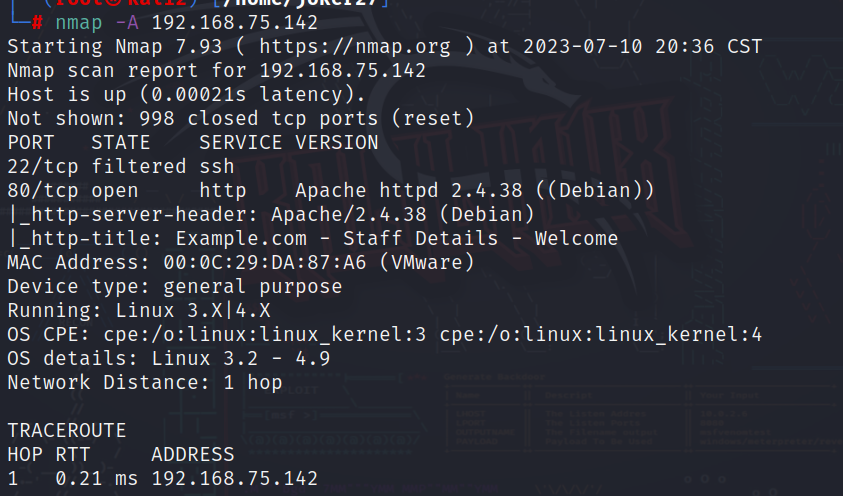 (root㉿kali2) [/home/joker27]
# nmap -A 192.168.75.142
Starting Nmap 7.93 ( https://nmap.org ) at 2023-07-10 20:36 CST
Nmap scan report for 192.168.75.142
Host is up (0.00021s latency).
Not shown: 998 closed tcp ports (reset)
PORT   STATE    SERVICE VERSION
22/tcp filtered ssh
80/tcp open     http    Apache httpd 2.4.38 ((Debian))
|_http-server-header: Apache/2.4.38 (Debian)
|_http-title: Example.com - Staff Details - Welcome
MAC Address: 00:0C:29:DA:87:A6 (VMware)
Device type: general purpose
Running: Linux 3.X|4.X
OS CPE: cpe:/o:linux:linux_kernel:3 cpe:/o:linux:linux_kernel:4
OS details: Linux 3.2 - 4.9
Network Distance: 1 hop
TRACEROUTE
HOP RTT     ADDRESS
1   0.21 ms 192.168.75.142